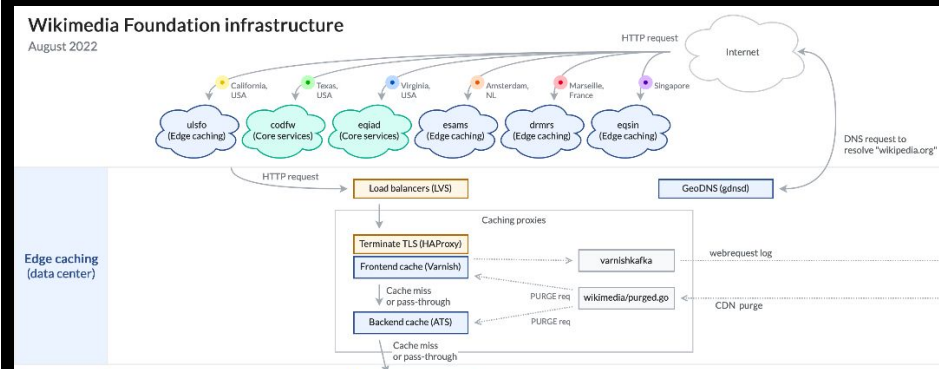 Wikimedia Foundation infrastructure
August 2022
HTTP request
Internet
California,
USA
Texas,
USA
Virginia,
USA
Amsterdam,
NL
Marseille,
France
Singapore
ulsfo
(Edge caching)
codfw
(Core services)
eqiad
(Core services)
esams
(Edge caching)
drmrs
(Edge caching)
eqsin
(Edge caching)
DNS request to
resolve "wikipedia.org"
HTTP request
Load balancers (LVS)
GeoDNS (gdnsd)
Caching proxies
Edge caching
(data center)
Terminate TLS (HAProxy)
Frontend cache (Varnish)
varnishkafka
webrequest log
Cache miss
or pass-through
PURGE req
wikimedia/purged.go
CDN purge
Backend cache (ATS)
PURGE req
Cache miss
or pass-through